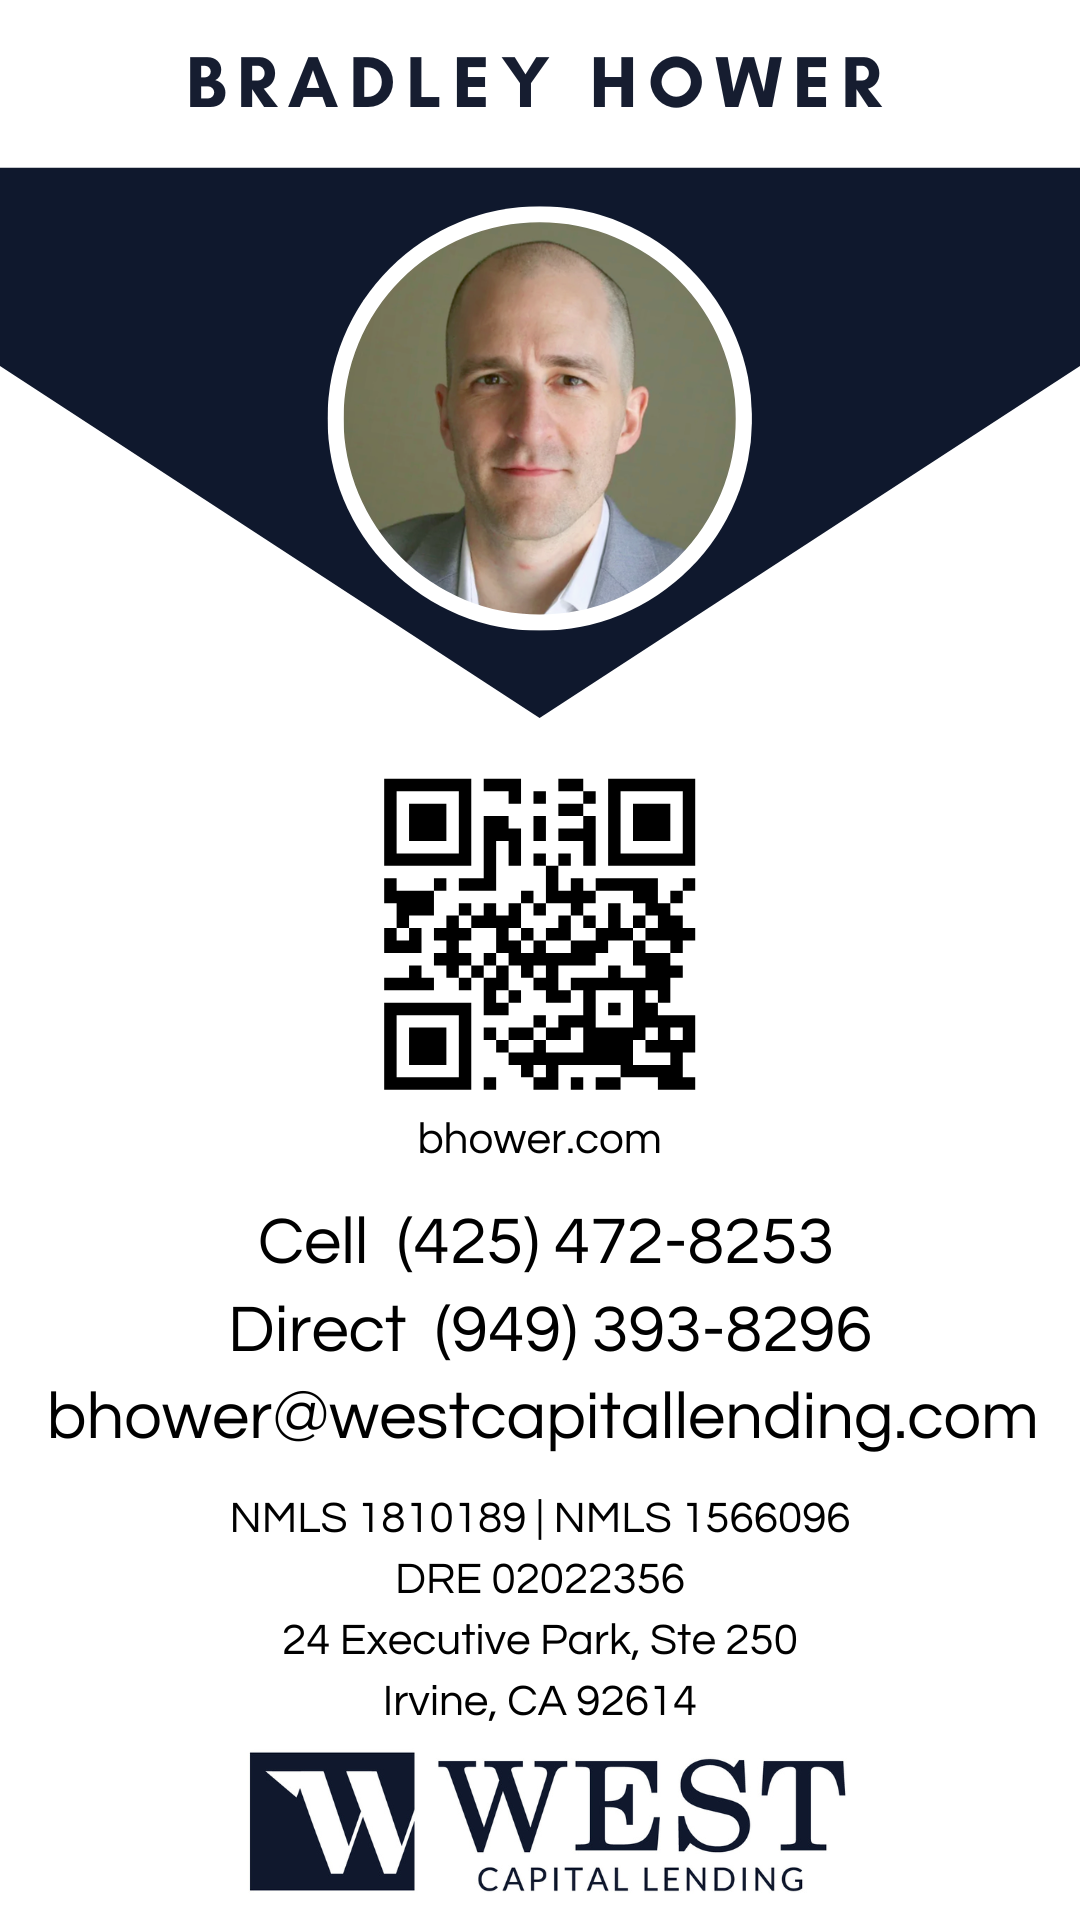 BRADLEY HOWER
bhower.com
Cell (425) 472-8253
Direct (949) 393-8296
bhower@westcapitallending.com
NMLS 1810189 | NMLS 1566096
DRE 02022356
24 Executive Park, Ste 250
Irvine, CA 92614
W WEST
CAPITAL LENDING